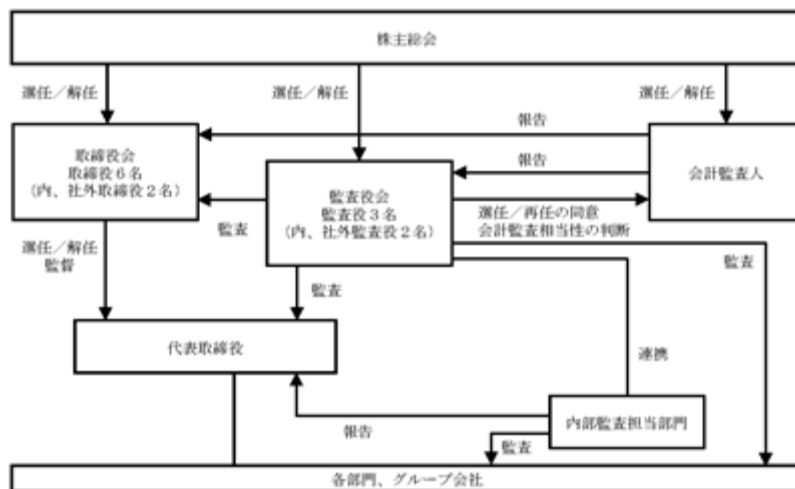 株主総会
選任／解任
選任／解任
選任／解任
報告
取締役会
取締役６名
（内、社外取締役２名）
報告
会計監査人
監査役会
監査役３名
（内、社外監査役２名）
監査
選任／再任の同意
会計監査相当性の判断
選任／解任
監督
監査
監査
代表取締役
連携
報告
内部監査担当部門
監査
各部門、グループ会社